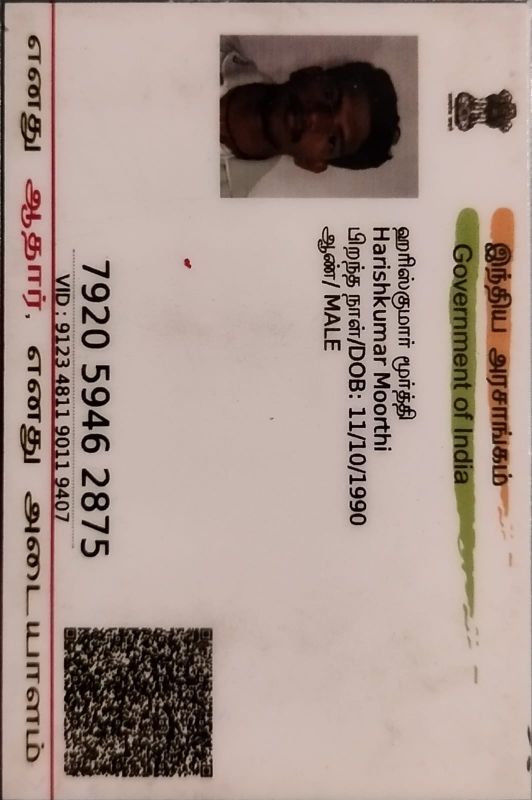 இந்திய அரசாங்கம்
Government of India
ஹரிஸ்குமார் மூர்த்தி
Harishkumar Moorthi
பிறந்த நாள்/DOB: 11/10/1990
ஆண்/ MALE
7920 5946 2875
VID : 9123 4811 9011 9407
எனது ஆதார், எனது அடையாளம்